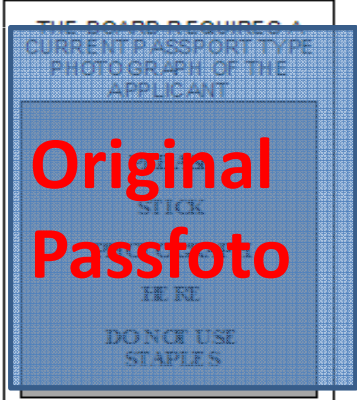 THE BOARD REQUIRES A
CURRENT PASSPORT TYPE
PHOTOGRAPH OF THE
APPLICANT
Original
STICK
Passfoto
HERE
DO NOT USE
STAPLES